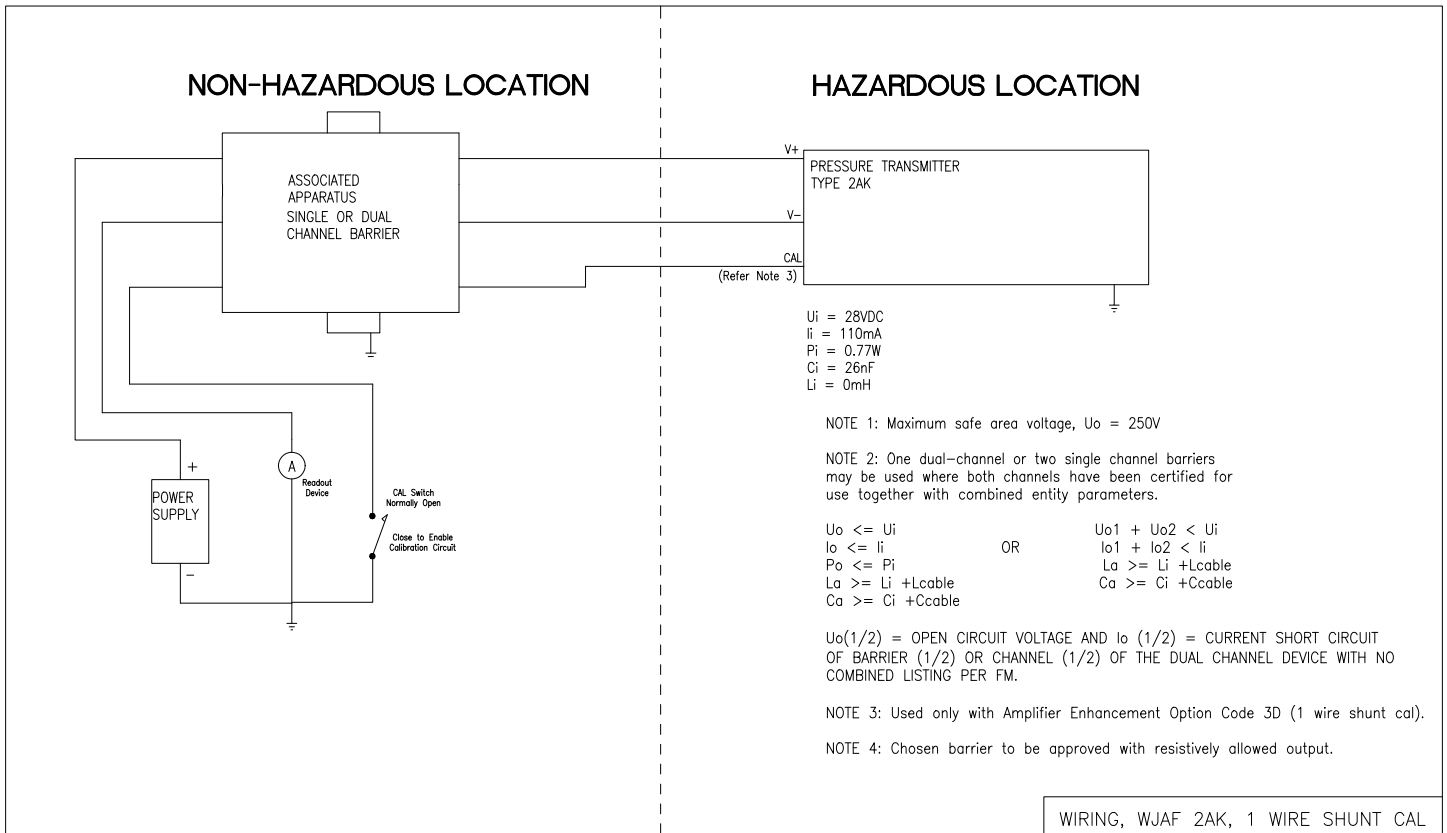 NON-HAZARDOUS LOCATION
HAZARDOUS LOCATION
ASSOCIATED
APPARATUS
SINGLE OR DUAL
CHANNEL BARRIER
V+
V-
CAL
(Refer Note 3)
PRESSURE TRANSMITTER
TYPE 2AK
Ui = 28VDC
Ii = 110mA
Pi = 0.77W
Ci = 26nF
Li = 0mH
+
POWER
SUPPLY
-
A
Readout
Device
CAL Switch
Normally Open
Close to Enable
Calibration Circuit
NOTE 1: Maximum safe area voltage, Uo = 250V
NOTE 2: One dual-channel or two single channel barriers
may be used where both channels have been certified for
use together with combined entity parameters.
Uo <= Ui
Io <= Ii
Po <= Pi
La >= Li +Lcable
Ca >= Ci +Ccable
OR
Uo1 + Uo2 < Ui
Io1 + Io2 < Ii
La >= Li +Lcable
Ca >= Ci +Ccable
Uo(1/2) = OPEN CIRCUIT VOLTAGE AND Io (1/2) = CURRENT SHORT CIRCUIT
OF BARRIER (1/2) OR CHANNEL (1/2) OF THE DUAL CHANNEL DEVICE WITH NO
COMBINED LISTING PER FM.
NOTE 3: Used only with Amplifier Enhancement Option Code 3D (1 wire shunt cal).
NOTE 4: Chosen barrier to be approved with resistively allowed output.
WIRING, WJAF 2AK, 1 WIRE SHUNT CAL